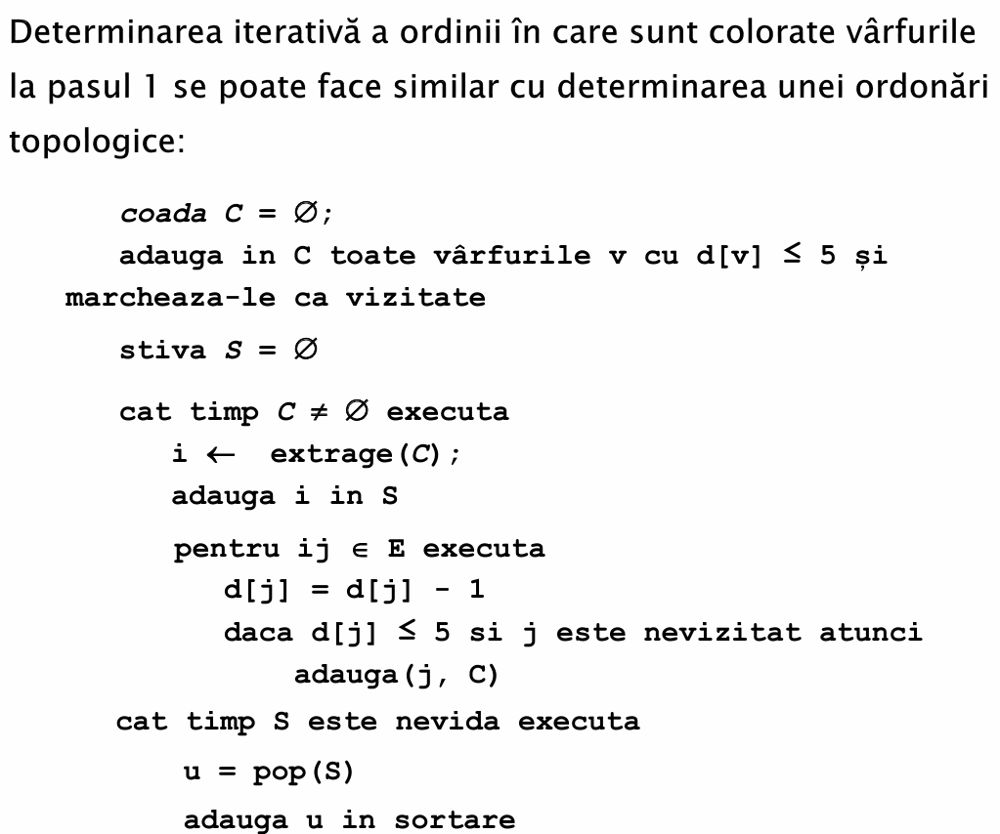 Determinarea iterativă a ordinii în care sunt colorate vârfurile
la pasul 1 se poate face similar cu determinarea unei ordonări
topologice:
coada C = ∅;
adauga in C toate vârfurile v cu d[v] ≤ 5 și
marcheaza-le ca vizitate
stiva S = ∅
cat timp C ≠ ∅ executa
i ← extrage(C);
adauga i in S
pentru ij ∈ E executa
d[j] = d[j] - 1
daca d[j] ≤ 5 si j este nevizitat atunci
adauga(j, C)
cat timp S este nevida executa
u = pop(S)
adauga u in sortare